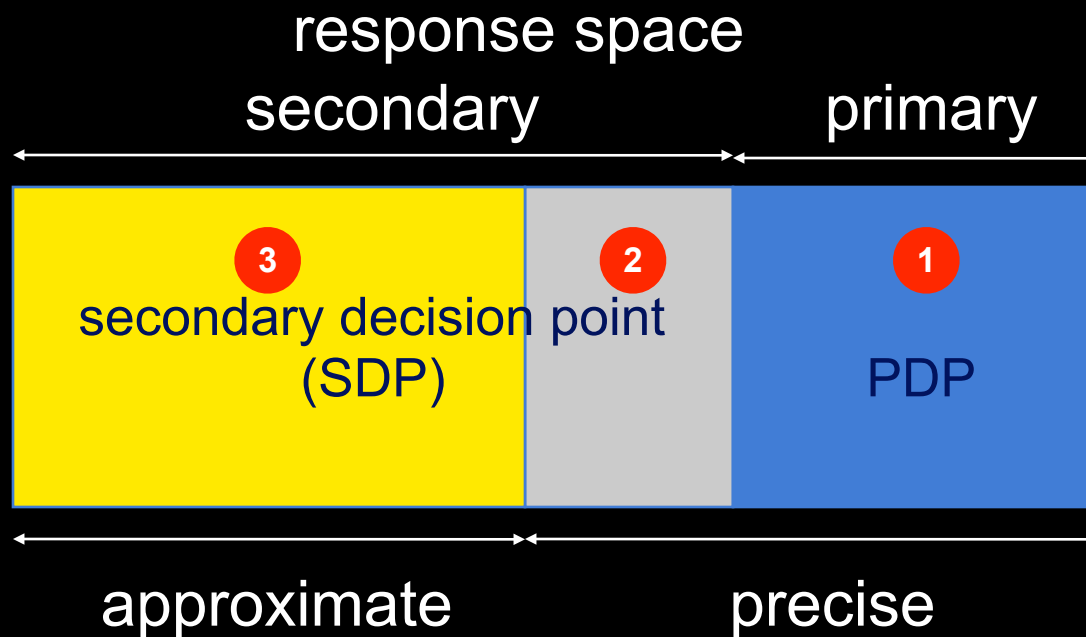 response space
secondary primary
3 2 1
secondary decision point
(SDP) PDP
approximate precise